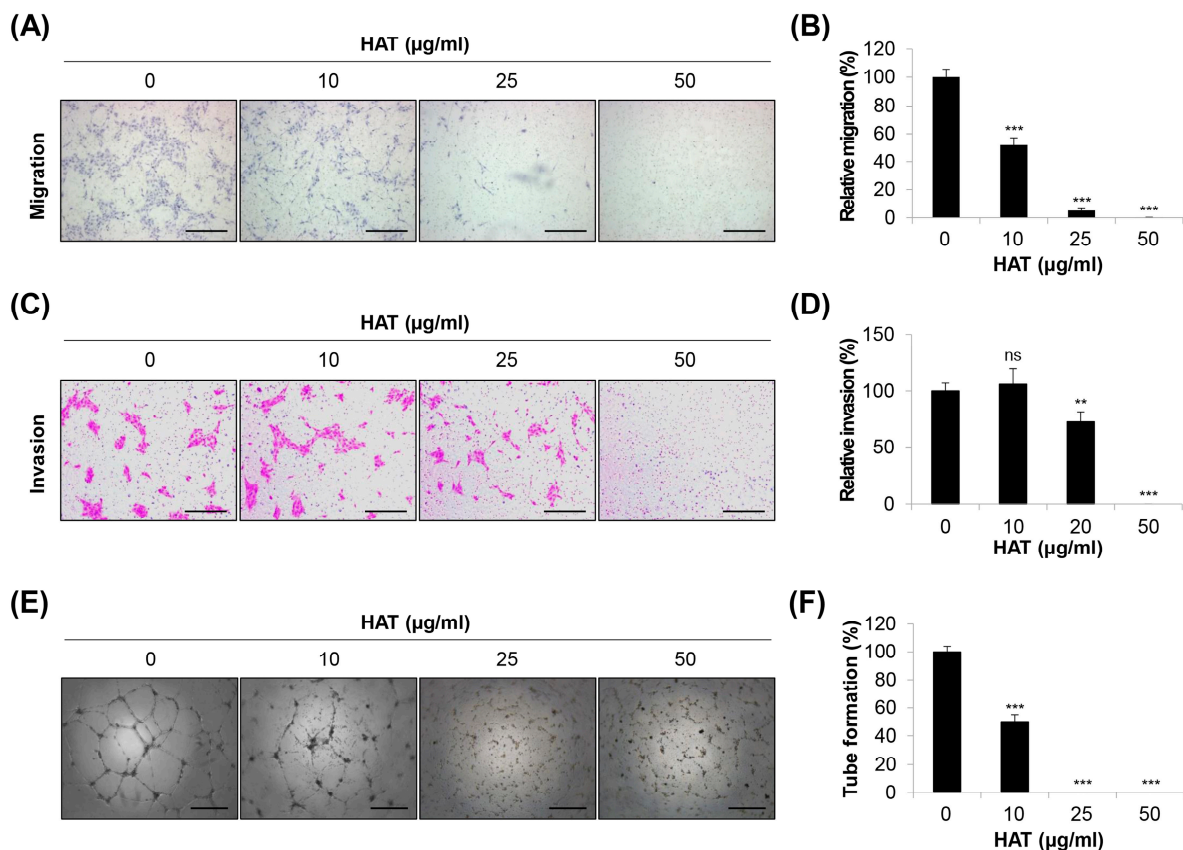 (A)
HAT (µg/ml)
0 10 25 50
Migration
(B)
Relative migration (%)
120
100
80
60
40
20
0
***
***
***
0 10 25 50
HAT (µg/ml)
(C)
HAT (µg/ml)
0 10 25 50
Invasion
(D)
Relative invasion (%)
150
100
50
0
ns
**
***
0 10 20 50
HAT (µg/ml)
(E)
HAT (µg/ml)
0 10 25 50
(F)
Tube formation (%)
120
100
80
60
40
20
0
***
***
***
0 10 25 50
HAT (µg/ml)